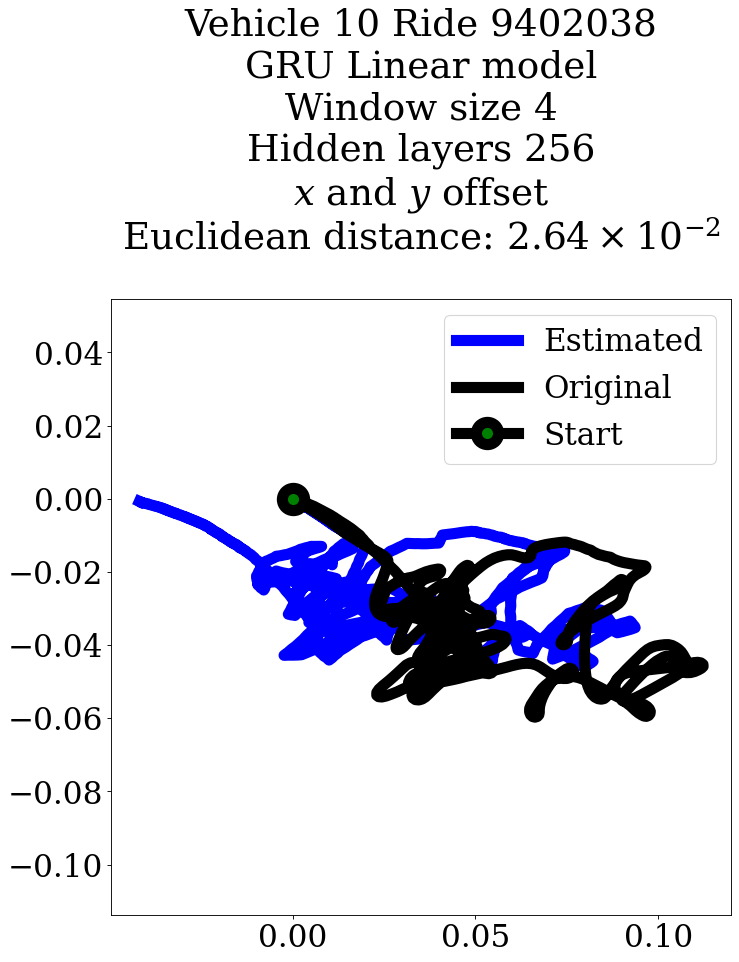 Vehicle 10 Ride 9402038
GRU Linear model
Window size 4
Hidden layers 256
x and y offset
Euclidean distance: 2.64 × 10⁻²
Estimated
Original
Start
0.04
0.02
0.00
−0.02
−0.04
−0.06
−0.08
−0.10
0.00 0.05 0.10